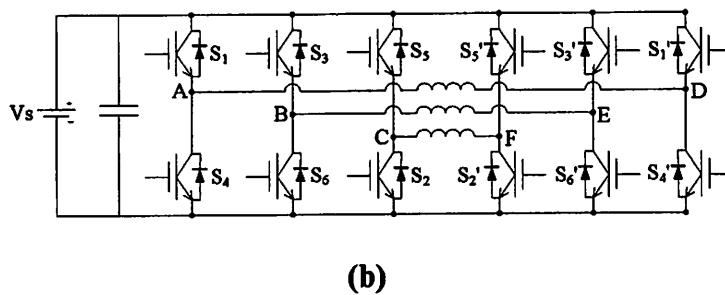 S₁ S₃ S₅ S₅' S₃' S₁'
A D
Vs B E
C F
S₄ S₆ S₂ S₂' S₆' S₄'
(b)